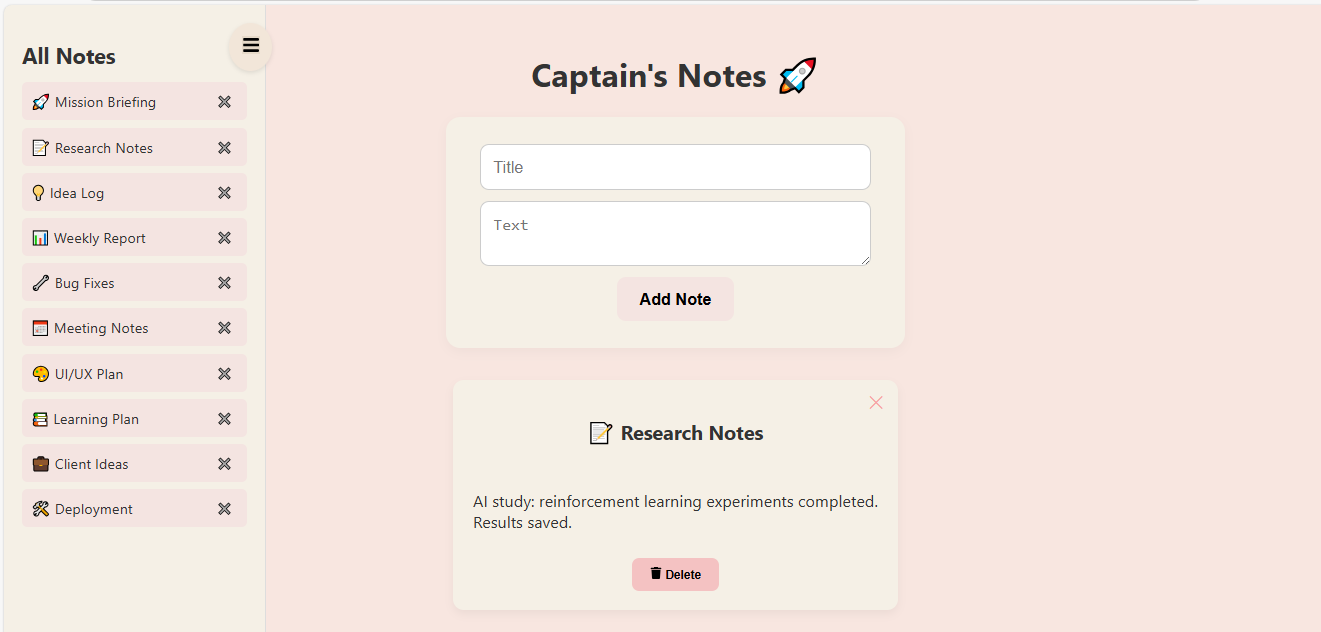 All Notes
Mission Briefing
Research Notes
Idea Log
Weekly Report
Bug Fixes
Meeting Notes
UI/UX Plan
Learning Plan
Client Ideas
Deployment
Captain's Notes 🚀
Title
Text
Add Note
📝 Research Notes
AI study: reinforcement learning experiments completed.
Results saved.
Delete